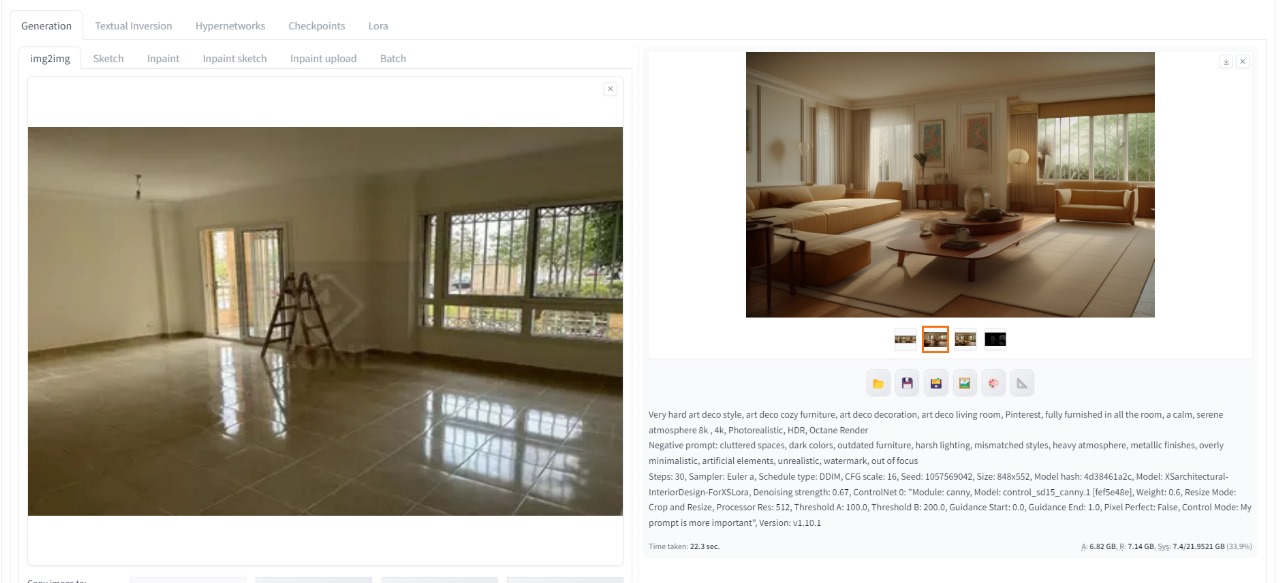 Generation Textual Inversion Hypernetworks Checkpoints Lora
img2img Sketch Inpaint Inpaint sketch Inpaint upload Batch
Very hard art deco style, art deco cozy furniture, art deco decoration, art deco living room, Pinterest, fully furnished in all the room, a calm, serene
atmosphere 8k , 4k, Photorealistic, HDR, Octane Render
Negative prompt: cluttered spaces, dark colors, outdated furniture, harsh lighting, mismatched styles, heavy atmosphere, metallic finishes, overly
minimalistic, artificial elements, unrealistic, watermark, out of focus
Steps: 30, Sampler: Euler a, Schedule type: DDIM, CFG scale: 16, Seed: 1057569042, Size: 848x552, Model hash: 4d38461a2c, Model: XSarchitectural-
InteriorDesign-ForXSLora, Denoising strength: 0.67, ControlNet 0: "Module: canny, Model: control_sd15_canny.1 [fef5e48e], Weight: 0.6, Resize Mode:
Crop and Resize, Processor Res: 512, Threshold A: 100.0, Threshold B: 200.0, Guidance Start: 0.0, Guidance End: 1.0, Pixel Perfect: False, Control Mode: My
prompt is more important", Version: v1.10.1
Time taken: 22.3 sec.
A: 6.82 GB, R: 7.14 GB, Sys: 7.4/21.9521 GB (33.9%)
Copy image to: